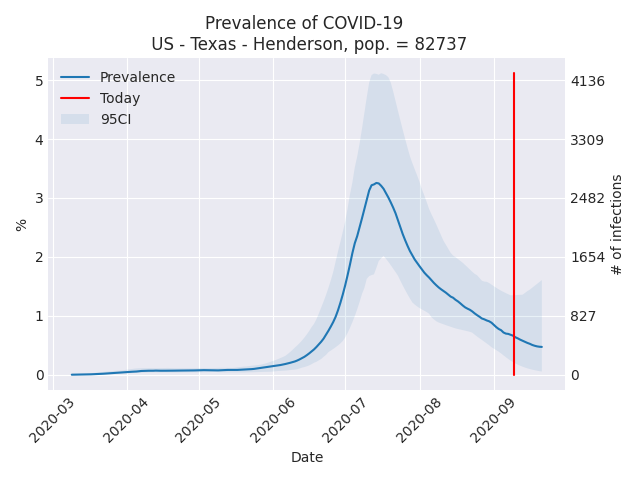 Prevalence of COVID-19
US - Texas - Henderson, pop. = 82737
Prevalence
Today
95CI
5
4
3
2
1
0
%
4136
3309
2482
1654
827
0
# of infections
2020-03
2020-04
2020-05
2020-06
2020-07
2020-08
2020-09
Date